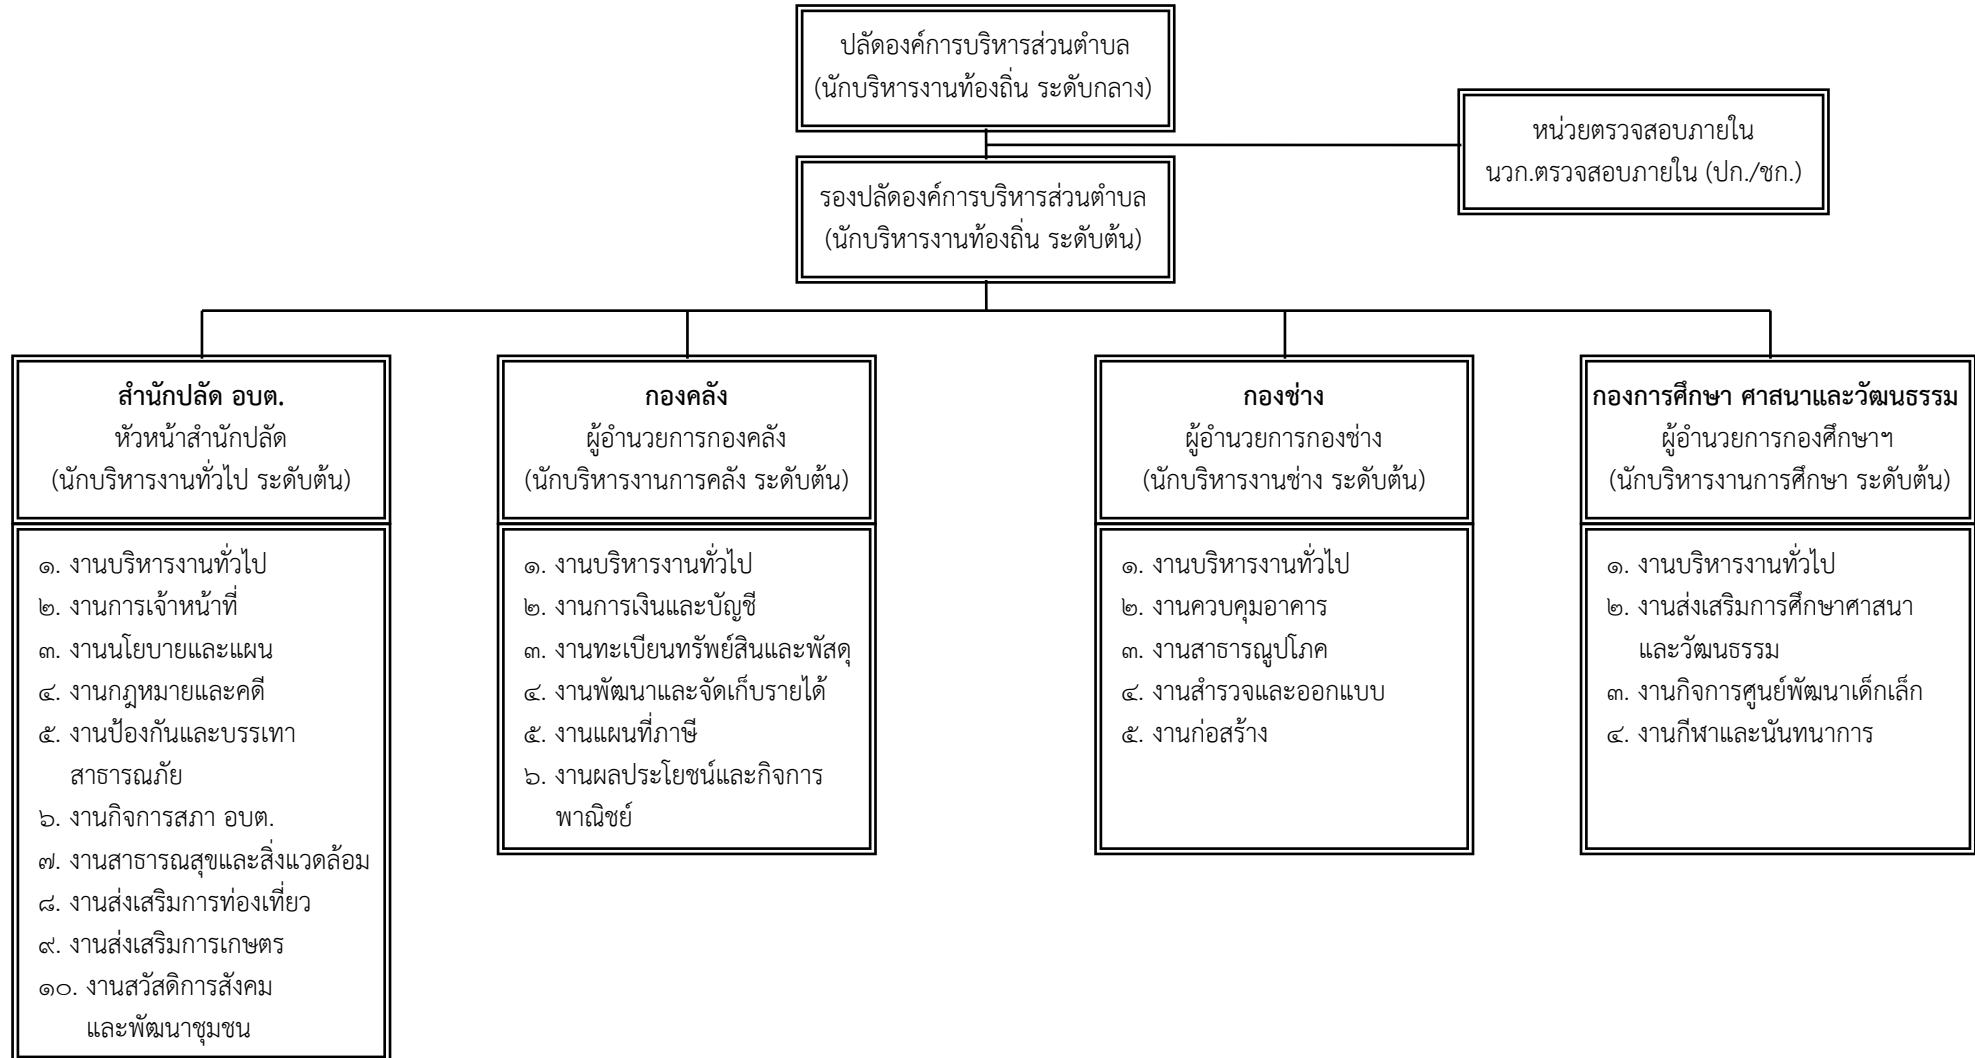 ปลัดองค์การบริหารส่วนตำบล
(นักบริหารงานท้องถิ่น ระดับกลาง)
หน่วยตรวจสอบภายใน
นวก.ตรวจสอบภายใน (ปก./ชก.)
รองปลัดองค์การบริหารส่วนตำบล
(นักบริหารงานท้องถิ่น ระดับต้น)
สำนักปลัด อบต.
หัวหน้าสำนักปลัด
(นักบริหารงานทั่วไป ระดับต้น)
๑. งานบริหารงานทั่วไป
๒. งานการเจ้าหน้าที่
๓. งานนโยบายและแผน
๔. งานกฎหมายและคดี
๕. งานป้องกันและบรรเทา
สาธารณภัย
๖. งานกิจการสภา อบต.
๗. งานสาธารณสุขและสิ่งแวดล้อม
๘. งานส่งเสริมการท่องเที่ยว
๙. งานส่งเสริมการเกษตร
๑๐. งานสวัสดิการสังคม
และพัฒนาชุมชน
กองคลัง
ผู้อำนวยการกองคลัง
(นักบริหารงานการคลัง ระดับต้น)
๑. งานบริหารงานทั่วไป
๒. งานการเงินและบัญชี
๓. งานทะเบียนทรัพย์สินและพัสดุ
๔. งานพัฒนาและจัดเก็บรายได้
๕. งานแผนที่ภาษี
๖. งานผลประโยชน์และกิจการ
พาณิชย์
กองช่าง
ผู้อำนวยการกองช่าง
(นักบริหารงานช่าง ระดับต้น)
๑. งานบริหารงานทั่วไป
๒. งานควบคุมอาคาร
๓. งานสาธารณูปโภค
๔. งานสำรวจและออกแบบ
๕. งานก่อสร้าง
กองการศึกษา ศาสนาและวัฒนธรรม
ผู้อำนวยการกองศึกษาฯ
(นักบริหารงานการศึกษา ระดับต้น)
๑. งานบริหารงานทั่วไป
๒. งานส่งเสริมการศึกษาศาสนา
และวัฒนธรรม
๓. งานกิจการศูนย์พัฒนาเด็กเล็ก
๔. งานกีฬาและนันทนาการ